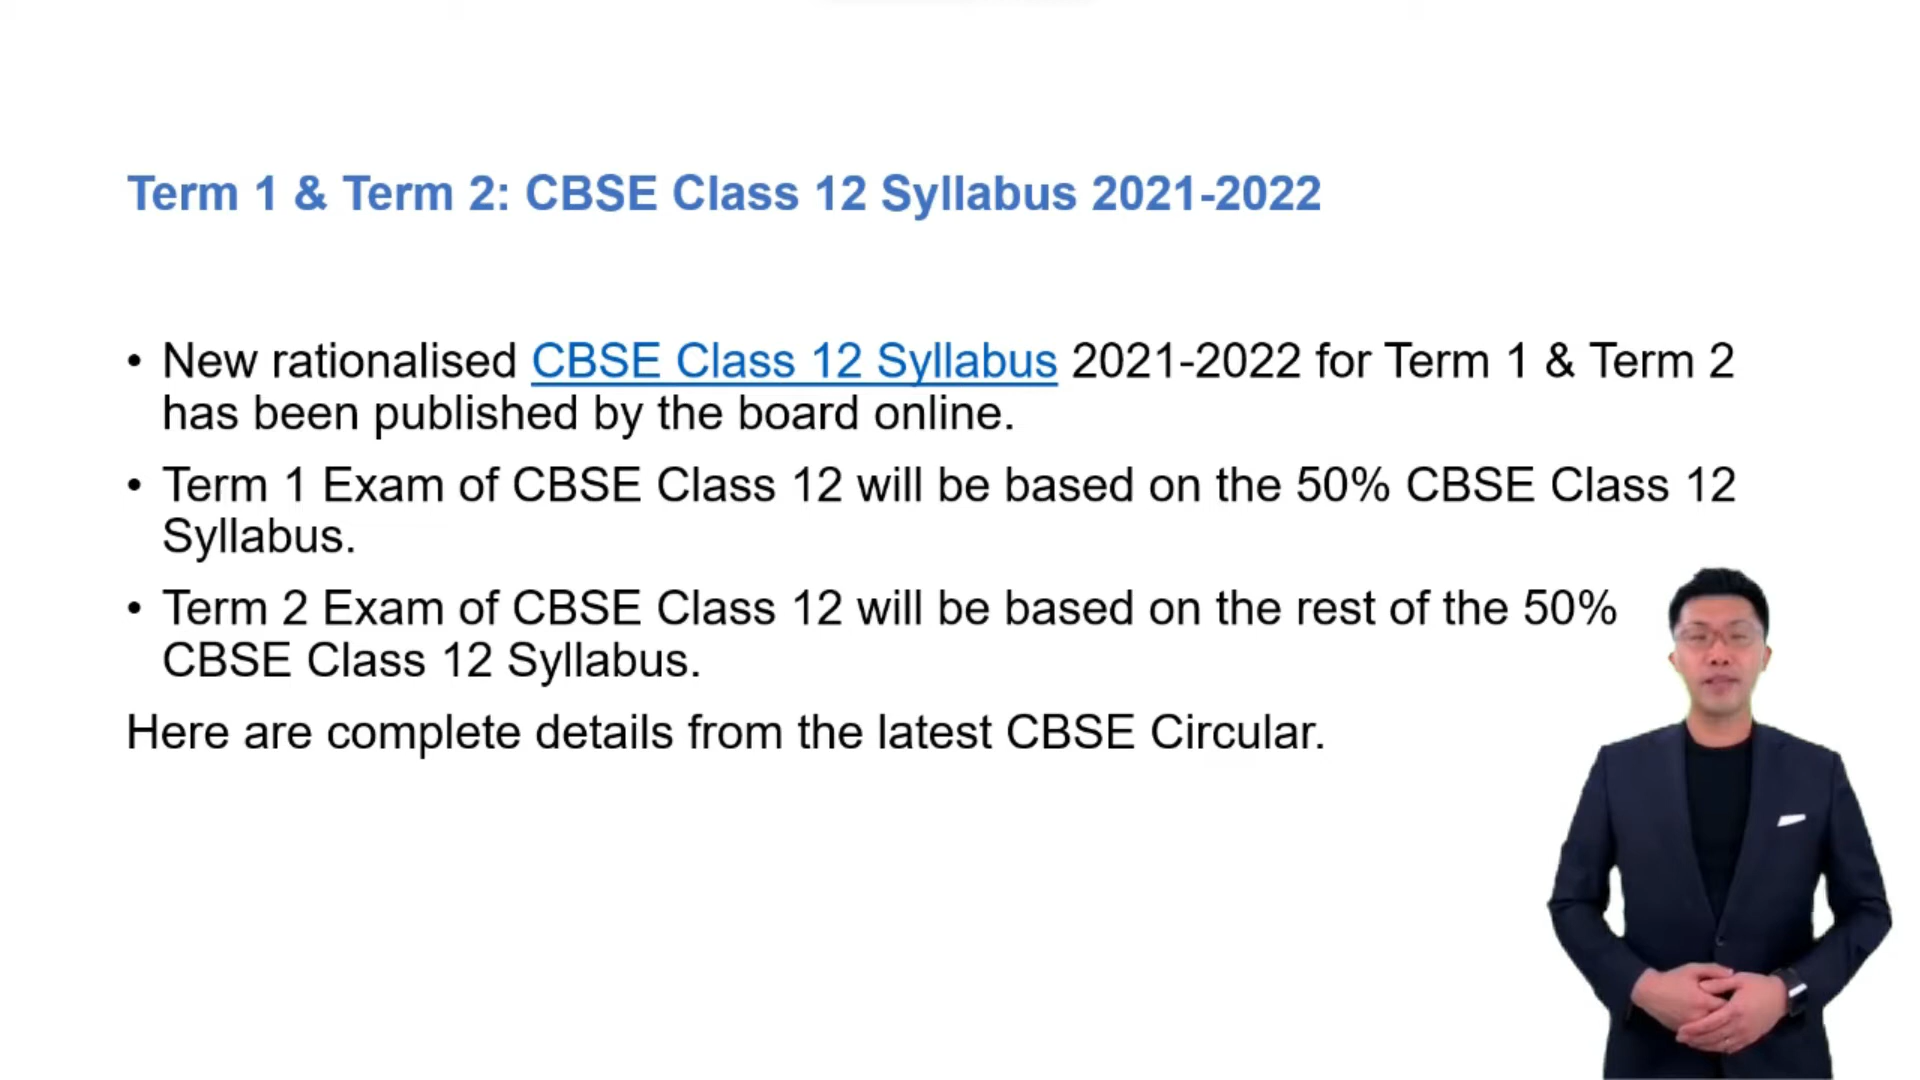 Term 1 & Term 2: CBSE Class 12 Syllabus 2021-2022
• New rationalised CBSE Class 12 Syllabus 2021-2022 for Term 1 & Term 2
has been published by the board online.
• Term 1 Exam of CBSE Class 12 will be based on the 50% CBSE Class 12
Syllabus.
• Term 2 Exam of CBSE Class 12 will be based on the rest of the 50%
CBSE Class 12 Syllabus.
Here are complete details from the latest CBSE Circular.